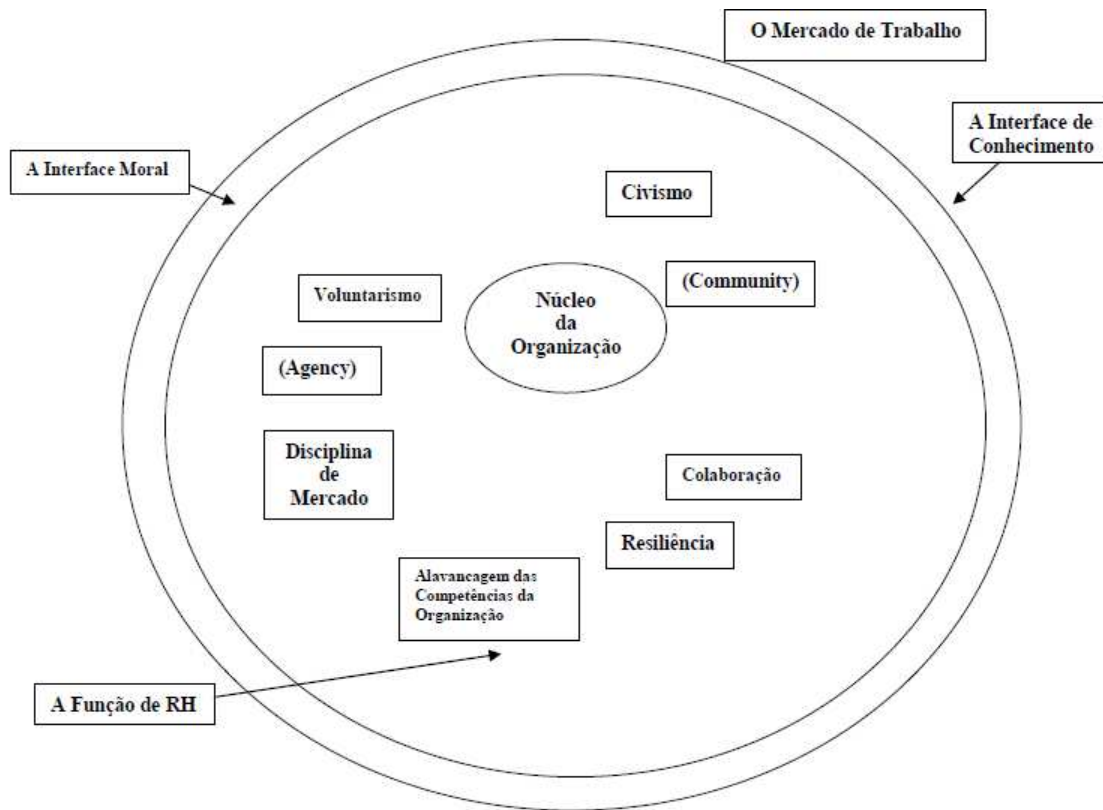 O Mercado de Trabalho
A Interface de
Conhecimento
A Interface Moral
Civismo
(Community)
Voluntarismo
Núcleo
da
Organização
(Agency)
Disciplina
de
Mercado
Colaboração
Resiliência
Alavancagem das
Competências da
Organização
A Função de RH